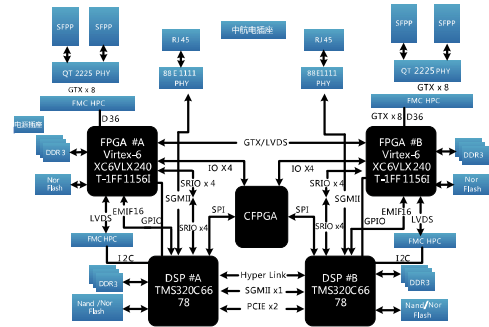 SFPP
SFPP
RJ45
中航电插座
RJ45
SFPP
SFPP
QT 2225 PHY
88E1111
PHY
88E1111
PHY
QT 2225 PHY
GTX x 8
GTX x 8
FMC HPC
FMC HPC
D36
GTX x 8
D36
电源插座
FPGA #A
Virtex-6
XC6VLX240
T-1FF1156I
FPGA #B
Virtex-6
XC6VLX240
T-1FF1156I
GTX/LVDS
DDR3
DDR3
IO X4
IO X4
Nor
Flash
SRIO x 4
SRIO x 4
Nor
Flash
SGMII
SGMII
CFPGA
LVDS
EMIF16
GPIO
SPI
SPI
GPIO
EMIF16
LVDS
SRIO x4
SRIO x4
FMC HPC
FMC HPC
I2C
I2C
DSP #A
TMS320C66
78
DSP #B
TMS320C66
78
Hyper Link
SGMII x1
PCIE x2
DDR3
DDR3
Nand /Nor
Flash
Nand/Nor
Flash